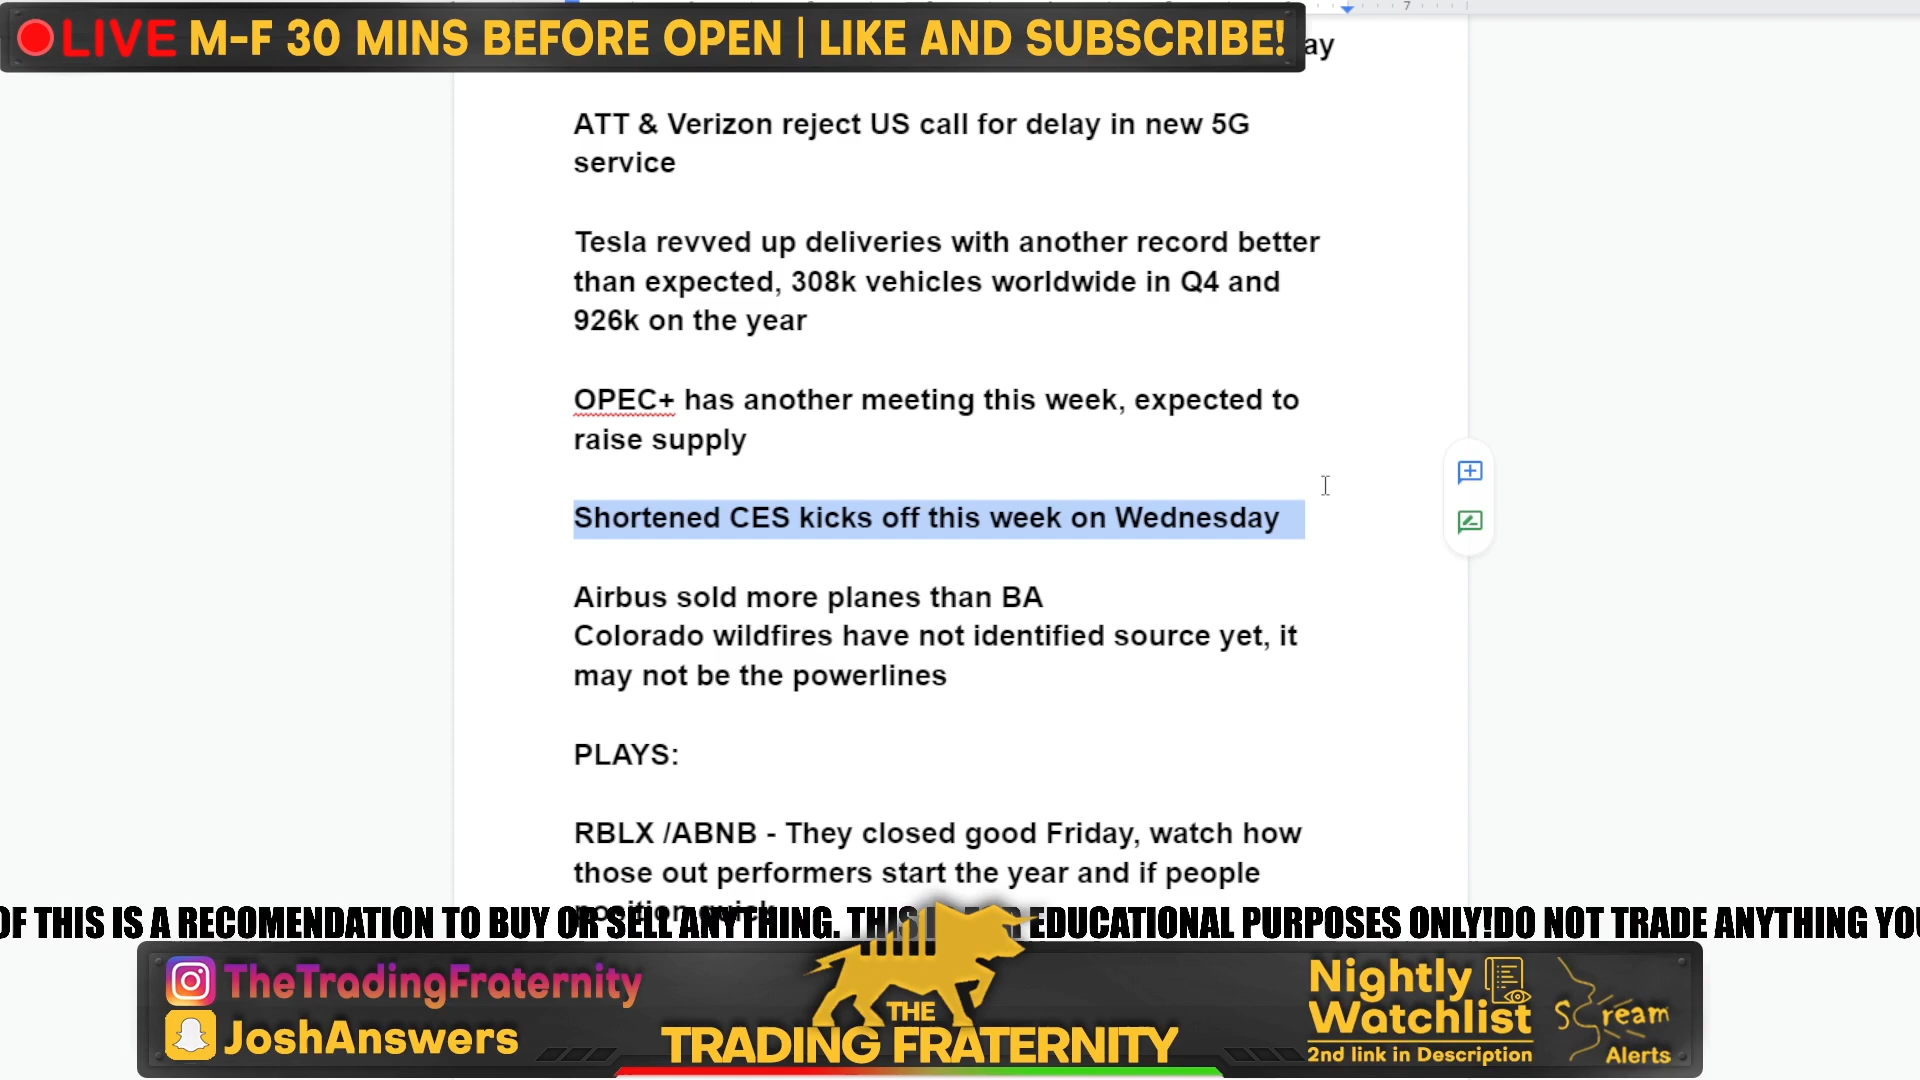 LIVE M-F 30 MINS BEFORE OPEN | LIKE AND SUBSCRIBE!
ay
7
ATT & Verizon reject US call for delay in new 5G
service
Tesla revved up deliveries with another record better
than expected, 308k vehicles worldwide in Q4 and
926k on the year
OPEC+ has another meeting this week, expected to
raise supply
Shortened CES kicks off this week on Wednesday
Airbus sold more planes than BA
Colorado wildfires have not identified source yet, it
may not be the powerlines
PLAYS:
RBLX /ABNB - They closed good Friday, watch how
those out performers start the year and if people
position quick
OF THIS IS A RECOMENDATION TO BUY OR SELL ANYTHING. THIS EDUCATIONAL PURPOSES ONLY!DO NOT TRADE ANYTHING YOU
TheTradingFraternity
JoshAnswers
THE
TRADING FRATERNITY
Nightly
Watchlist
2nd link in Description
Scream
Alerts